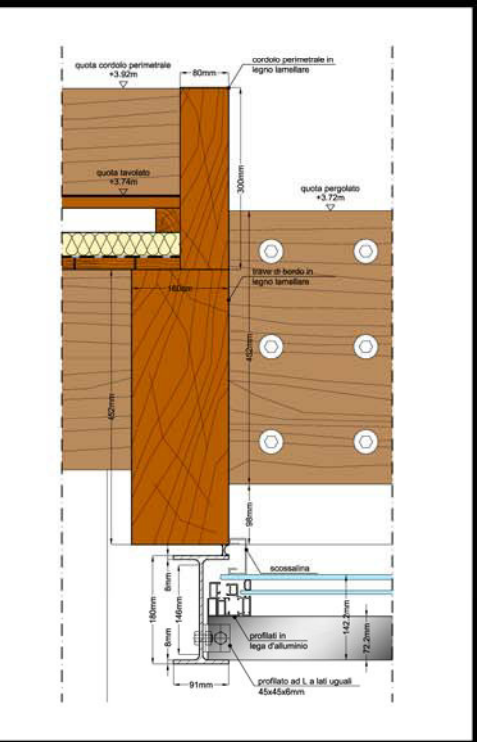 quota cordolo perimetrale
+3.92m
80mm
cordolo perimetrale in
legno lamellare
quota tavolato
+3.74m
300mm
quota pergolato
+3.72m
trave di bordo in
legno lamellare
160mm
452mm
452mm
98mm
scossalina
8mm
180mm
146mm
142.2mm
72.2mm
profilati in
lega d'alluminio
8mm
91mm
profilato ad L a lati uguali
45x45x6mm